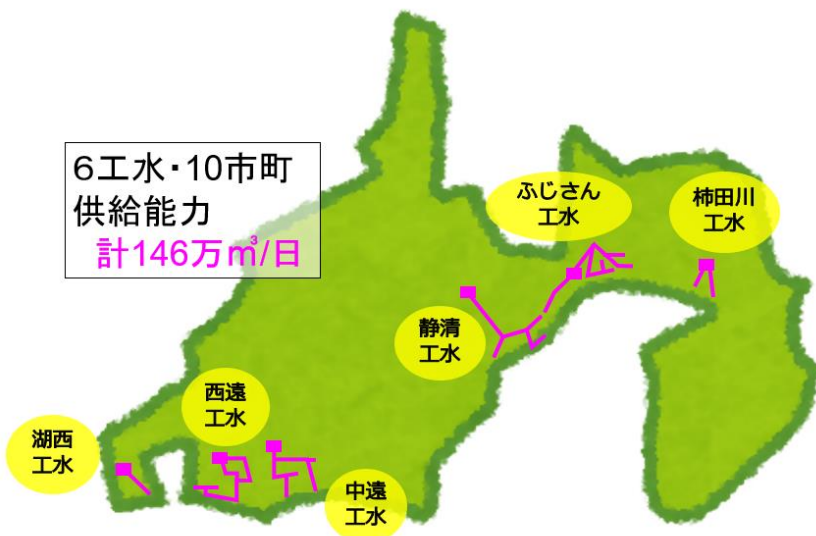 6工水・10市町
供給能力
計146万㎥/日
ふじさん
工水
柿田川
工水
静清
工水
西遠
工水
湖西
工水
中遠
工水